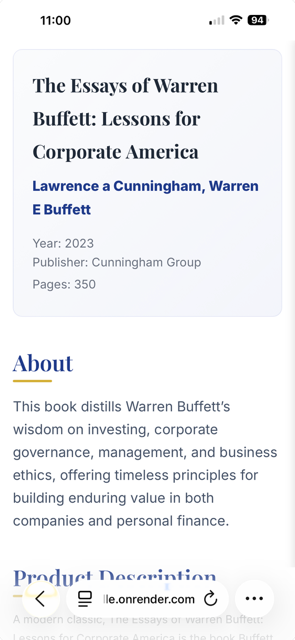 11:00
94
The Essays of Warren
Buffett: Lessons for
Corporate America
Lawrence a Cunningham, Warren
E Buffett
Year: 2023
Publisher: Cunningham Group
Pages: 350
About
This book distills Warren Buffett’s
wisdom on investing, corporate
governance, management, and business
ethics, offering timeless principles for
building enduring value in both
companies and personal finance.
Product Description
le.onrender.com
A modern classic, The Essays of Warren Buffett:
Lessons for Corporate America is the book Buffett